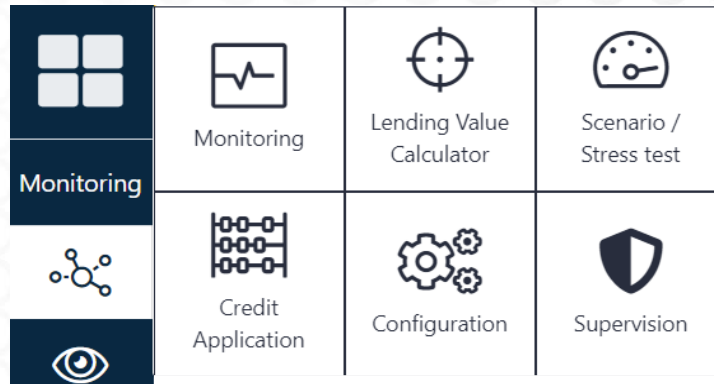 Monitoring
Monitoring
Lending Value
Calculator
Scenario /
Stress test
Credit
Application
Configuration
Supervision